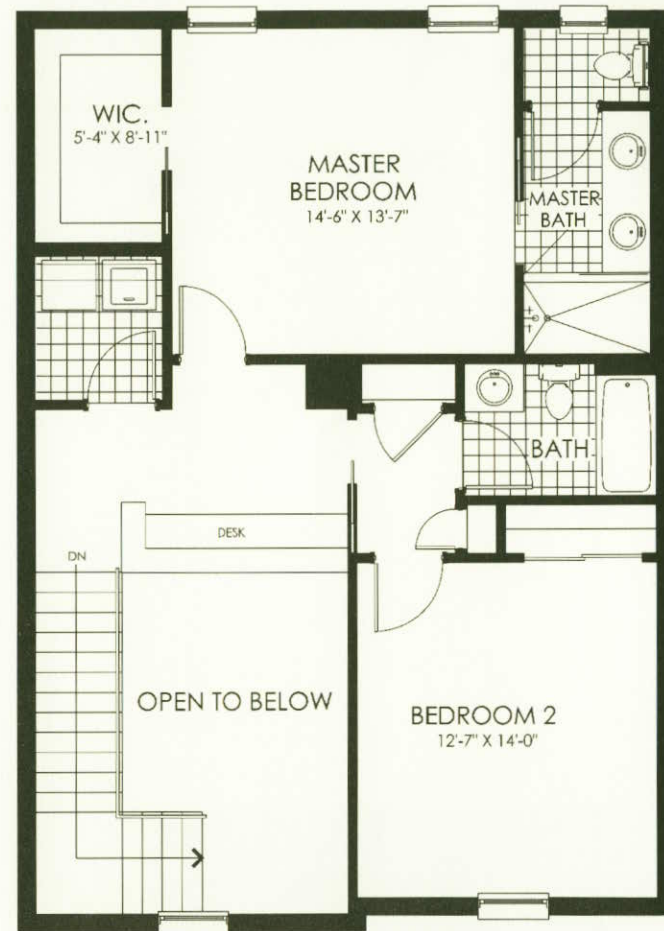 WIC.
5'-4" X 8'-11"
MASTER
BEDROOM
14'-6" X 13'-7"
MASTER
BATH
BATH
DESK
DN
OPEN TO BELOW
BEDROOM 2
12'-7" X 14'-0"